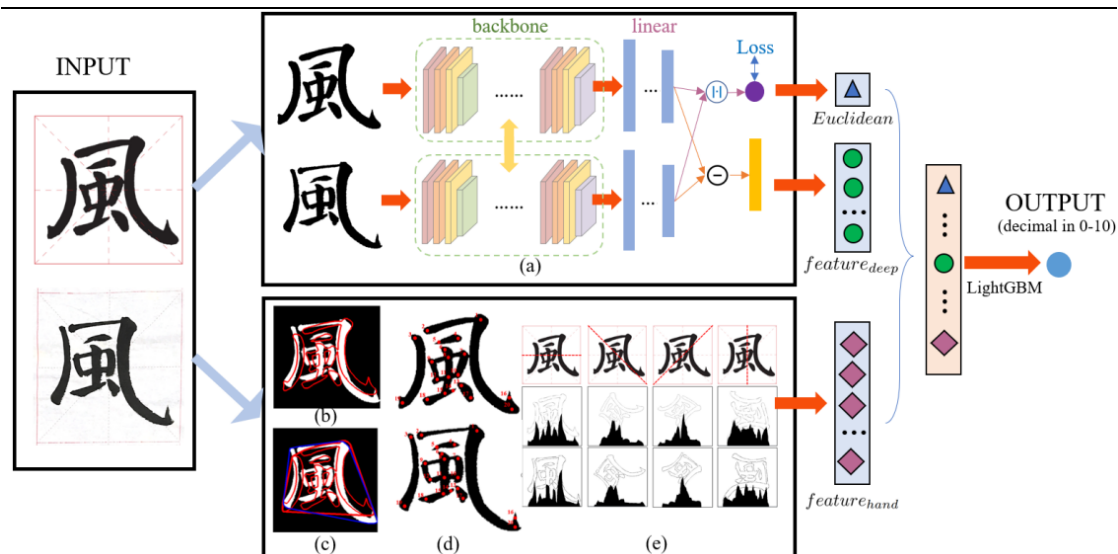 INPUT
風
風
風
風
backbone
linear
Loss
......
......
...
|·|
......
......
...
−
(a)
(b)
(c)
風
風
(d)
風
風
風
風
(e)
風
風
Euclidean
feature_deep
feature_hand
LightGBM
OUTPUT
(decimal in 0-10)